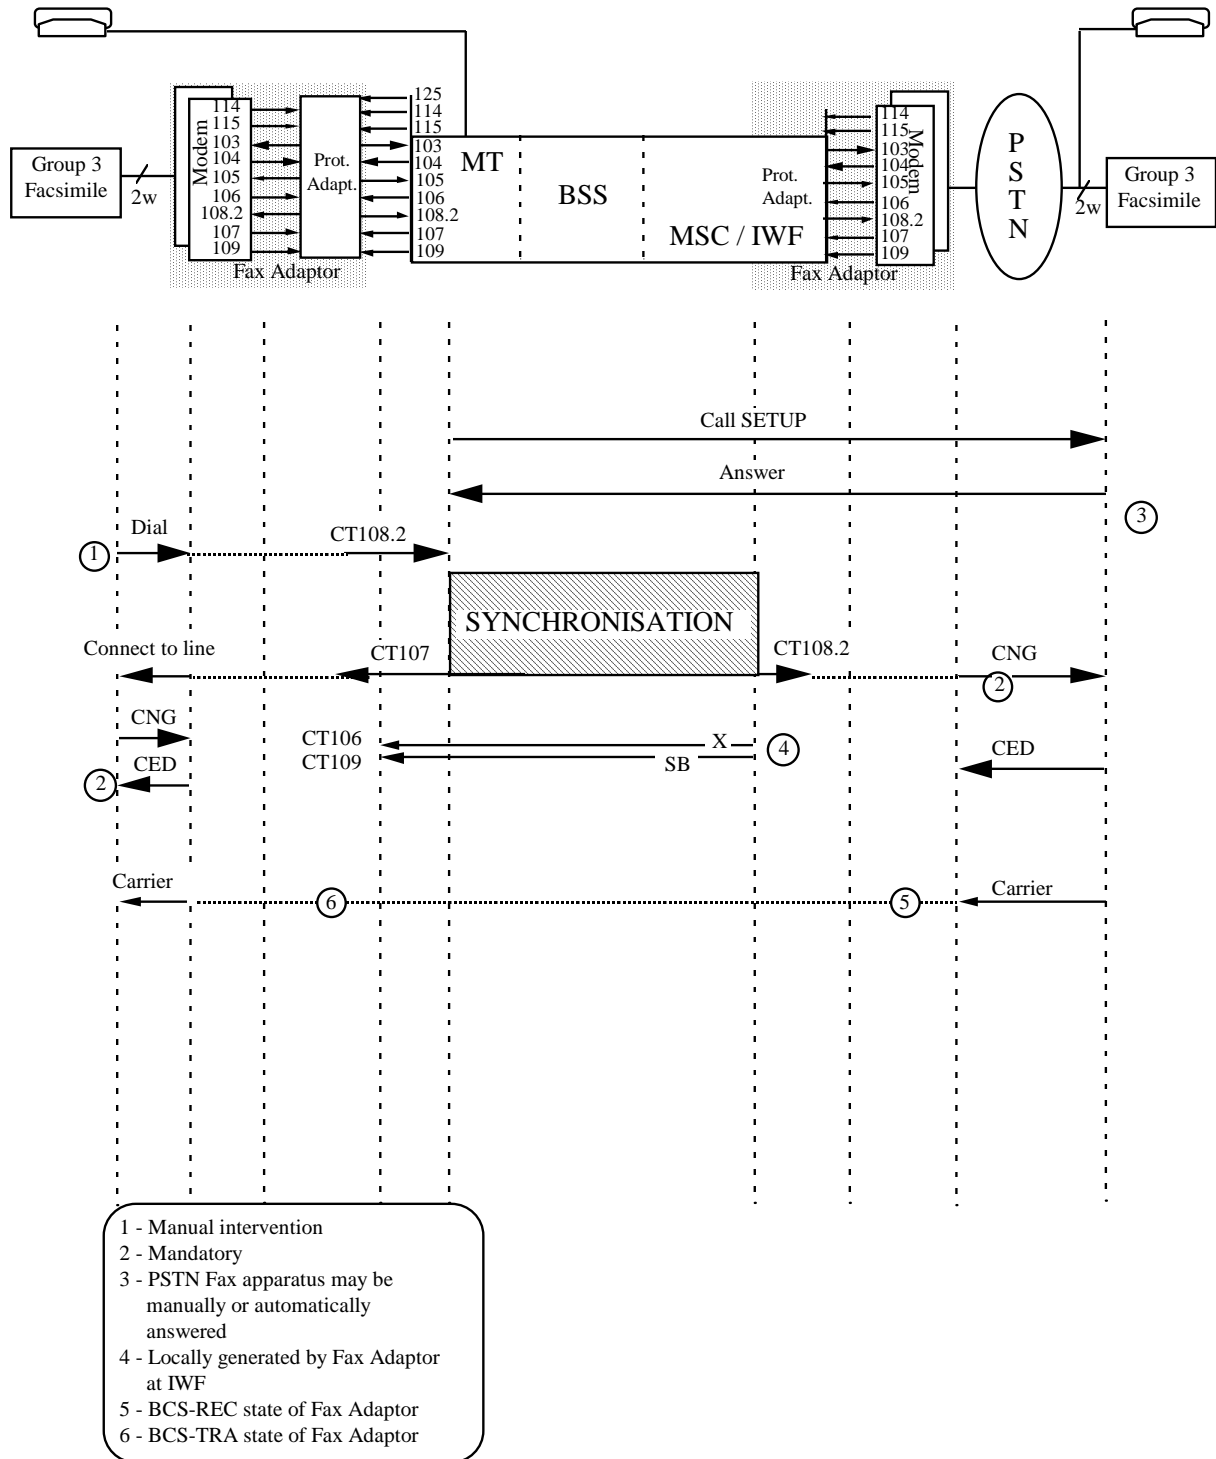 Group 3
Facsimile
2w
Modem
114
115
103
104
105
106
108.2
107
109
Prot.
Adapt.
Fax Adaptor
125
114
115
103
104
105
106
108.2
107
109
MT
BSS
MSC / IWF
Prot.
Adapt.
114
115
103
104
105
106
108.2
107
109
Modem
Fax Adaptor
P
S
T
N
2w
Group 3
Facsimile
Call SETUP
Answer
3
Dial
CT108.2
1
SYNCHRONISATION
Connect to line
CT107
CT108.2
CNG
2
CNG
CT106
X
4
CED
CT109
SB
CED
2
Carrier
6
5
Carrier
1 - Manual intervention
2 - Mandatory
3 - PSTN Fax apparatus may be
manually or automatically
answered
4 - Locally generated by Fax Adaptor
at IWF
5 - BCS-REC state of Fax Adaptor
6 - BCS-TRA state of Fax Adaptor